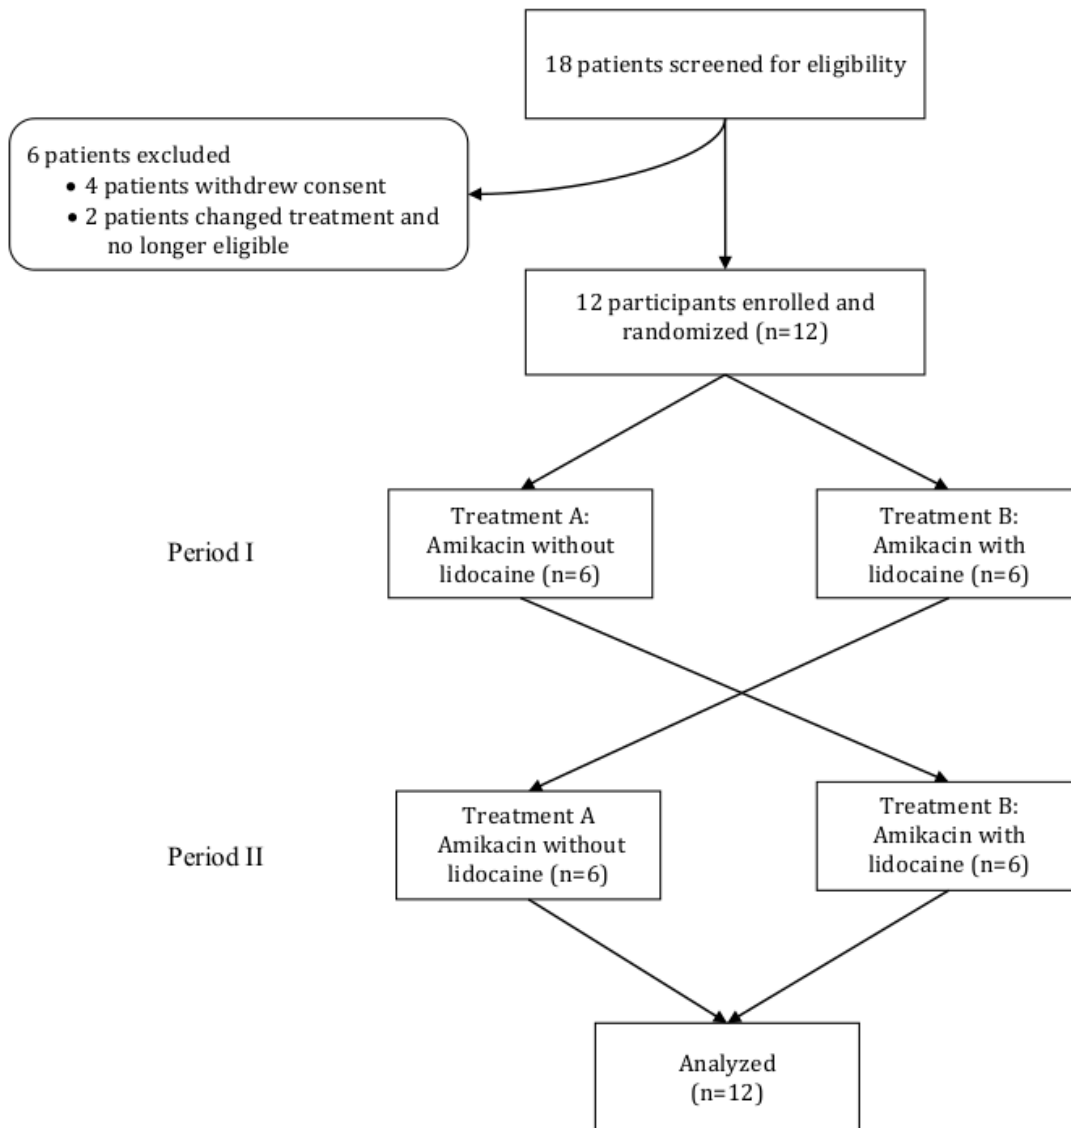 18 patients screened for eligibility
6 patients excluded
• 4 patients withdrew consent
• 2 patients changed treatment and
no longer eligible
12 participants enrolled and
randomized (n=12)
Period I
Treatment A:
Amikacin without
lidocaine (n=6)
Treatment B:
Amikacin with
lidocaine (n=6)
Period II
Treatment A
Amikacin without
lidocaine (n=6)
Treatment B:
Amikacin with
lidocaine (n=6)
Analyzed
(n=12)